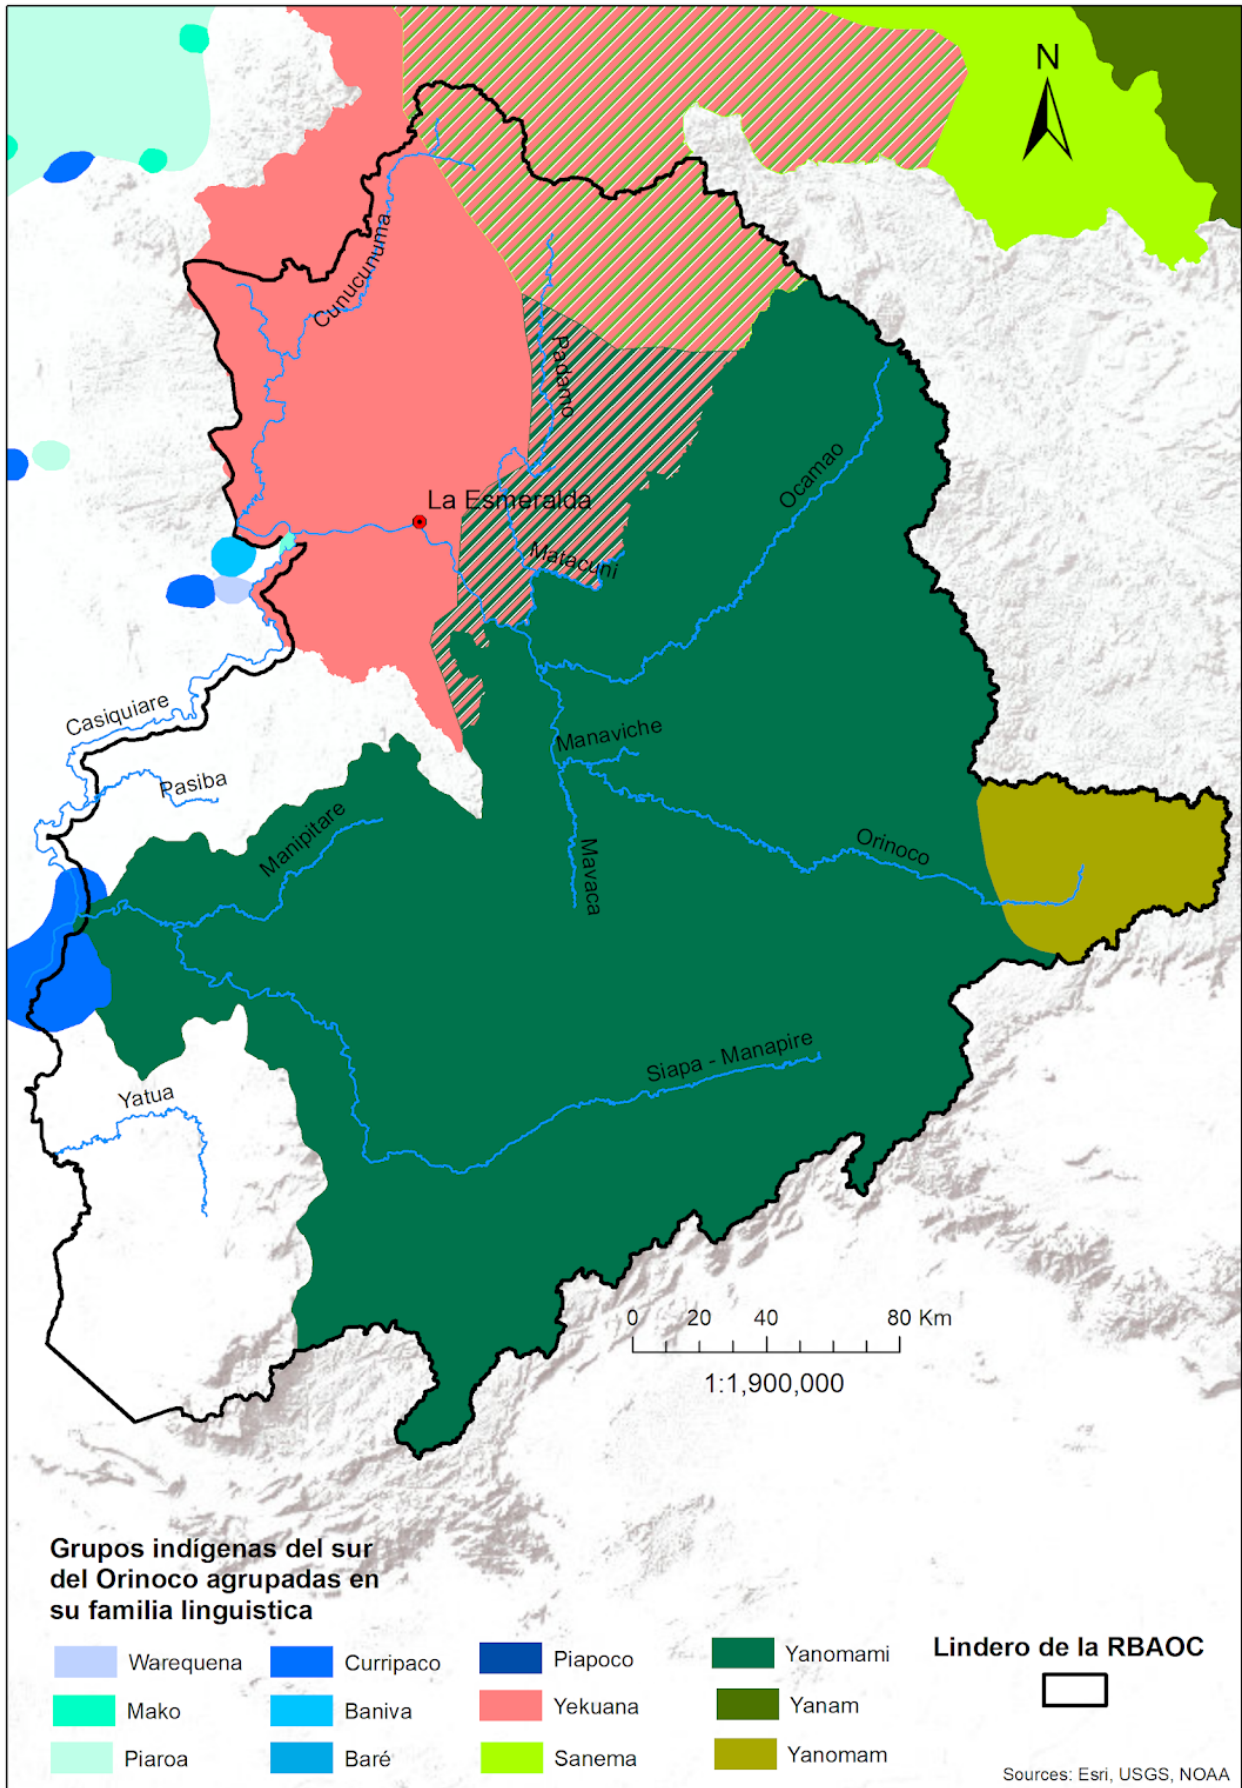 N
Cunucunuma
Padamo
Ocamao
La Esmeralda
Matacuni
Casiquiare
Manaviche
Pasiba
Manipitare
Orinoco
Mavaca
Siapa - Manapire
Yatua
0 20 40 80 Km
1:1,900,000
Grupos indígenas del sur
del Orinoco agrupadas en
su familia linguistica
Warequena
Curripaco
Piapoco
Yanomami
Mako
Baniva
Yekuana
Yanam
Piaroa
Baré
Sanema
Yanomam
Lindero de la RBAOC
Sources: Esri, USGS, NOAA